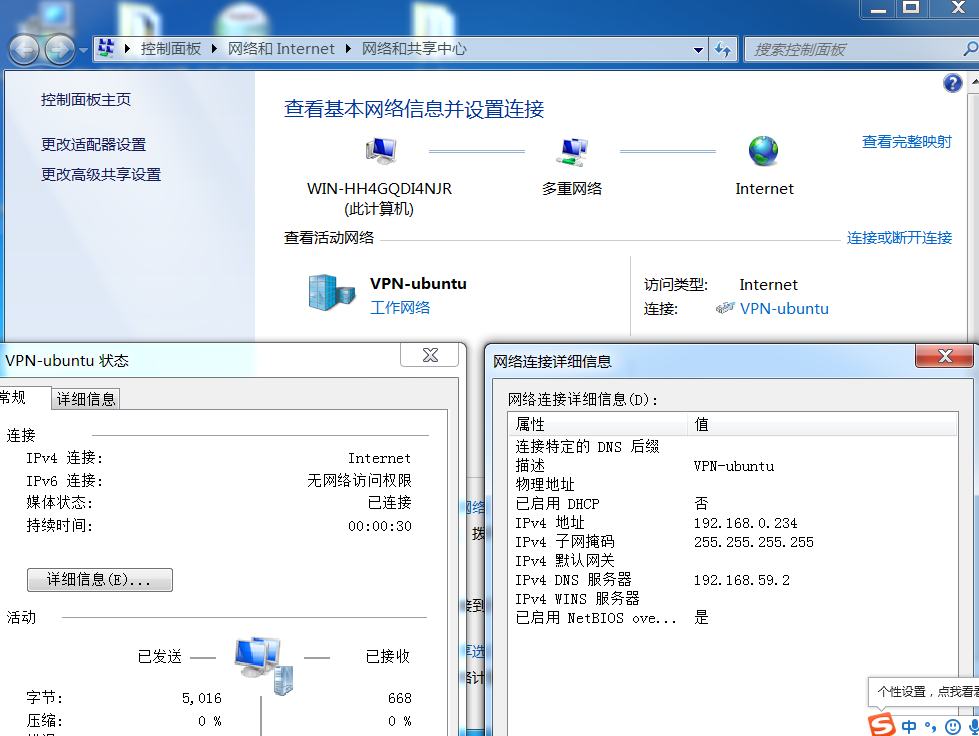 控制面板 ▸ 网络和 Internet ▸ 网络和共享中心
搜索控制面板
控制面板主页
更改适配器设置
更改高级共享设置
查看基本网络信息并设置连接
查看完整映射
WIN-HH4GQDI4NJR
(此计算机)
多重网络
Internet
查看活动网络
连接或断开连接
VPN-ubuntu
工作网络
访问类型: Internet
连接: VPN-ubuntu
VPN-ubuntu 状态
常规
详细信息
连接
IPv4 连接: Internet
IPv6 连接: 无网络访问权限
媒体状态: 已连接
持续时间: 00:00:30
详细信息(E)...
活动
已发送
已接收
字节: 5,016 668
压缩: 0 % 0 %
网络
拨
接到
享选
网络连接详细信息
网络连接详细信息(D):
属性 值
连接特定的 DNS 后缀
描述 VPN-ubuntu
物理地址
已启用 DHCP 否
IPv4 地址 192.168.0.234
IPv4 子网掩码 255.255.255.255
IPv4 默认网关
IPv4 DNS 服务器 192.168.59.2
IPv4 WINS 服务器
已启用 NetBIOS ove... 是
个性设置，点我看看
中